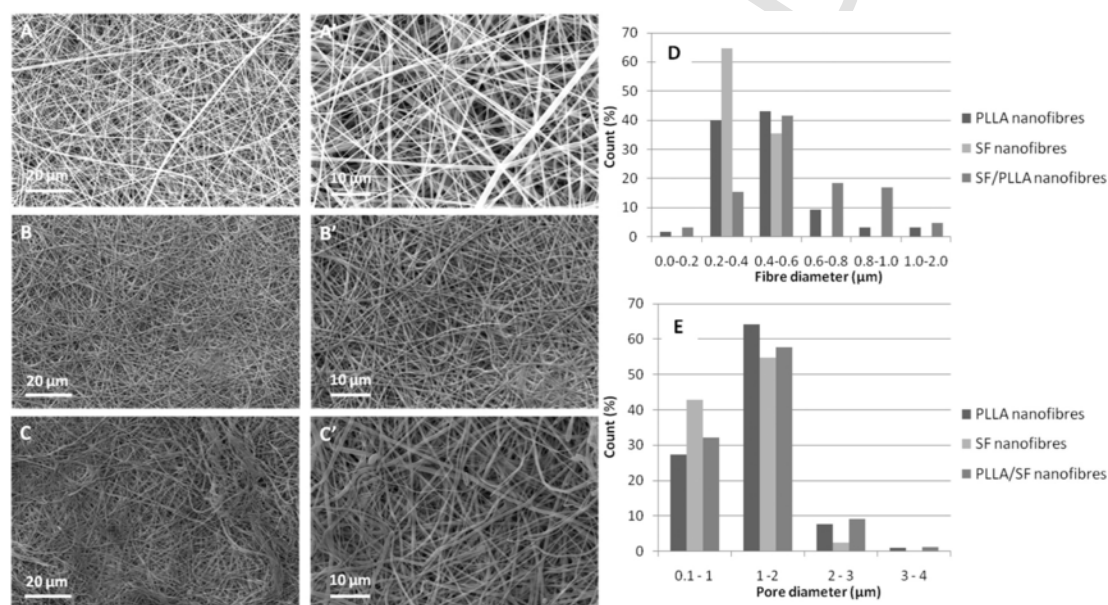 A
20 µm
A'
10 µm
B
20 µm
B'
10 µm
C
20 µm
C'
10 µm
D
70
60
50
40
30
20
10
0
Count (%)
0.0-0.2 0.2-0.4 0.4-0.6 0.6-0.8 0.8-1.0 1.0-2.0
Fibre diameter (µm)
PLLA nanofibres
SF nanofibres
SF/PLLA nanofibres
E
70
60
50
40
30
20
10
0
Count (%)
0.1 - 1 1 -2 2 - 3 3 - 4
Pore diameter (µm)
PLLA nanofibres
SF nanofibres
PLLA/SF nanofibres